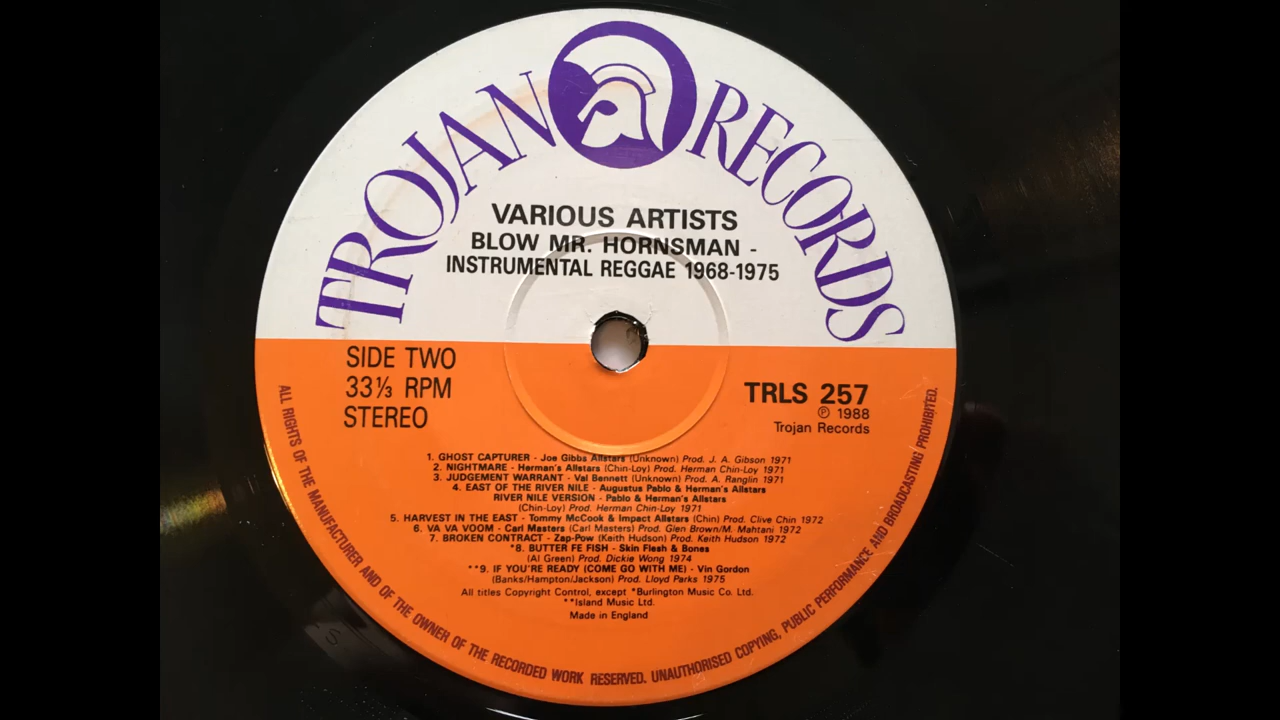 TROJAN RECORDS
VARIOUS ARTISTS
BLOW MR. HORNSMAN -
INSTRUMENTAL REGGAE 1968-1975
SIDE TWO
33⅓ RPM
STEREO
TRLS 257
℗ 1988
Trojan Records
1. GHOST CAPTURER - Joe Gibbs Allstars (Unknown) Prod. J. A. Gibson 1971
2. NIGHTMARE - Herman's Allstars (Chin-Loy) Prod. Herman Chin-Loy 1971
3. JUDGEMENT WARRANT - Val Bennett (Unknown) Prod. A. Ranglin 1971
4. EAST OF THE RIVER NILE - Augustus Pablo & Herman's Allstars
RIVER NILE VERSION - Pablo & Herman's Allstars
(Chin-Loy) Prod. Herman Chin-Loy 1971
5. HARVEST IN THE EAST - Tommy McCook & Impact Allstars (Chin) Prod. Clive Chin 1972
6. VA VA VOOM - Carl Masters (Carl Masters) Prod. Glen Brown/M. Mahtani 1972
7. BROKEN CONTRACT - Zap-Pow (Keith Hudson) Prod. Keith Hudson 1972
*8. BUTTER FE FISH - Skin Flesh & Bones
(Al Green) Prod. Dickie Wong 1974
**9. IF YOU'RE READY (COME GO WITH ME) - Vin Gordon
(Banks/Hampton/Jackson) Prod. Lloyd Parks 1975
All titles Copyright Control, except *Burlington Music Co. Ltd.
**Island Music Ltd.
Made in England
ALL RIGHTS OF THE MANUFACTURER AND OF THE OWNER OF THE RECORDED WORK RESERVED. UNAUTHORISED COPYING, PUBLIC PERFORMANCE AND BROADCASTING PROHIBITED.